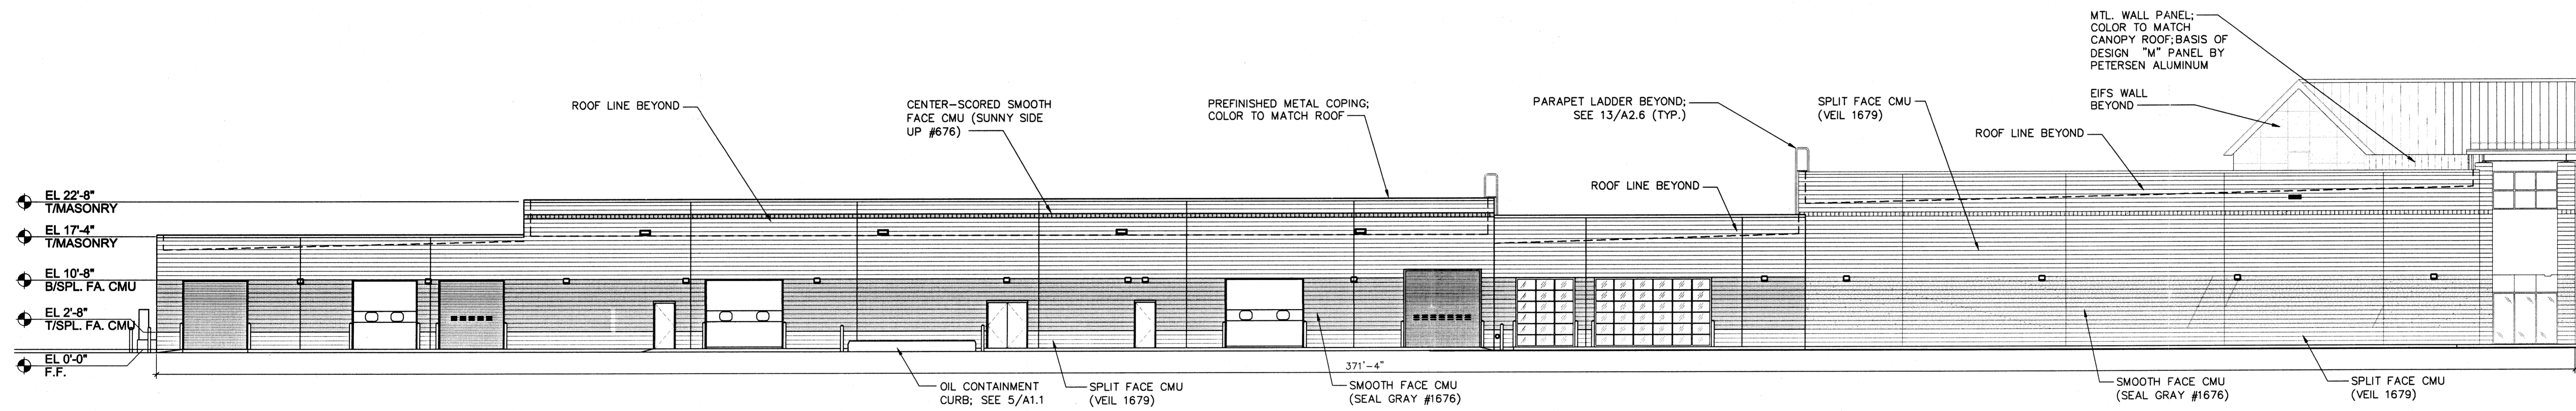 MTL. WALL PANEL;
COLOR TO MATCH
CANOPY ROOF;BASIS OF
DESIGN "M" PANEL BY
PETERSEN ALUMINUM
ROOF LINE BEYOND
CENTER-SCORED SMOOTH
FACE CMU (SUNNY SIDE
UP #676)
PREFINISHED METAL COPING;
COLOR TO MATCH ROOF
PARAPET LADDER BEYOND;
SEE 13/A2.6 (TYP.)
SPLIT FACE CMU
(VEIL 1679)
EIFS WALL
BEYOND
ROOF LINE BEYOND
ROOF LINE BEYOND
EL 22'-8"
T/MASONRY
EL 17'-4"
T/MASONRY
EL 10'-8"
B/SPL. FA. CMU
EL 2'-8"
T/SPL. FA. CMU
EL 0'-0"
F.F.
371'-4"
OIL CONTAINMENT
CURB; SEE 5/A1.1
SPLIT FACE CMU
(VEIL 1679)
SMOOTH FACE CMU
(SEAL GRAY #1676)
SMOOTH FACE CMU
(SEAL GRAY #1676)
SPLIT FACE CMU
(VEIL 1679)